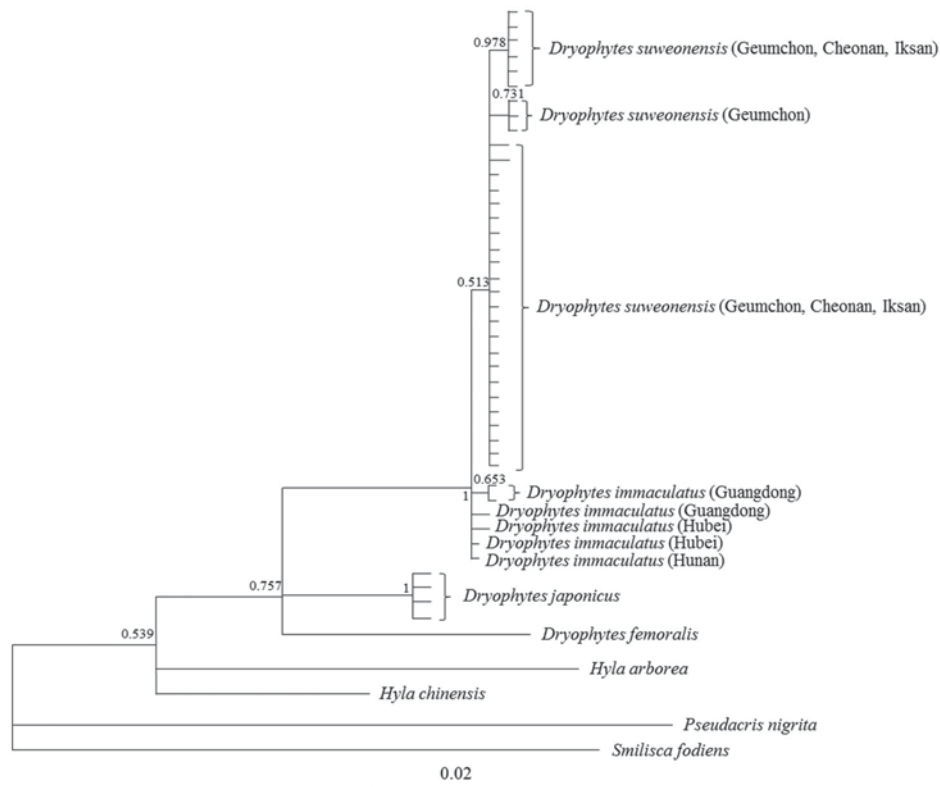 0.978
Dryophytes suweonensis (Geumchon, Cheonan, Iksan)
0.731
Dryophytes suweonensis (Geumchon)
0.513
Dryophytes suweonensis (Geumchon, Cheonan, Iksan)
0.653
1
Dryophytes immaculatus (Guangdong)
Dryophytes immaculatus (Guangdong)
Dryophytes immaculatus (Hubei)
Dryophytes immaculatus (Hubei)
Dryophytes immaculatus (Hunan)
0.757
1
Dryophytes japonicus
0.539
Dryophytes femoralis
Hyla arborea
Hyla chinensis
Pseudacris nigrita
Smilisca fodiens
0.02